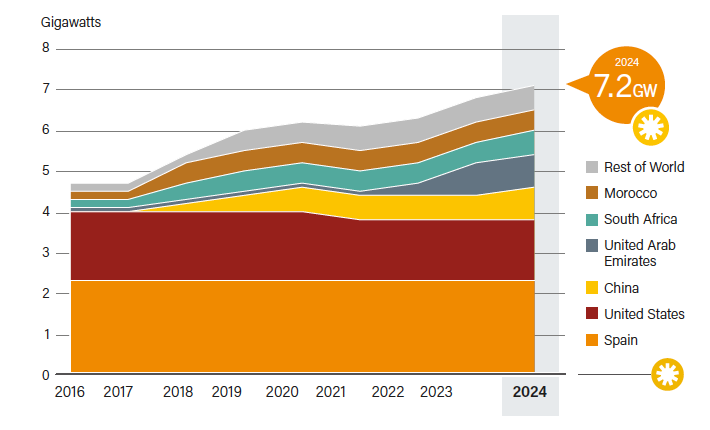 Gigawatts
8
7
6
5
4
3
2
1
0
2016 2017 2018 2019 2020 2021 2022 2023 2024
2024
7.2GW
Rest of World
Morocco
South Africa
United Arab
Emirates
China
United States
Spain